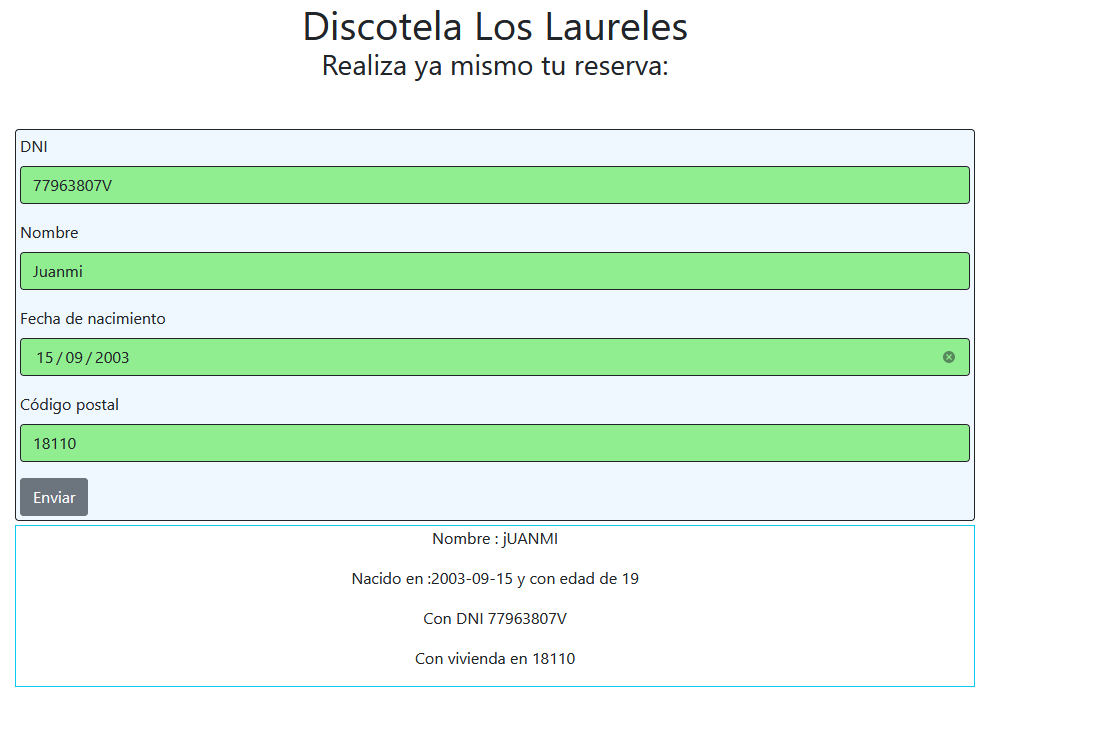 Discotela Los Laureles
Realiza ya mismo tu reserva:
DNI
77963807V
Nombre
Juanmi
Fecha de nacimiento
15 / 09 / 2003
Código postal
18110
Enviar
Nombre : jUANMI
Nacido en :2003-09-15 y con edad de 19
Con DNI 77963807V
Con vivienda en 18110